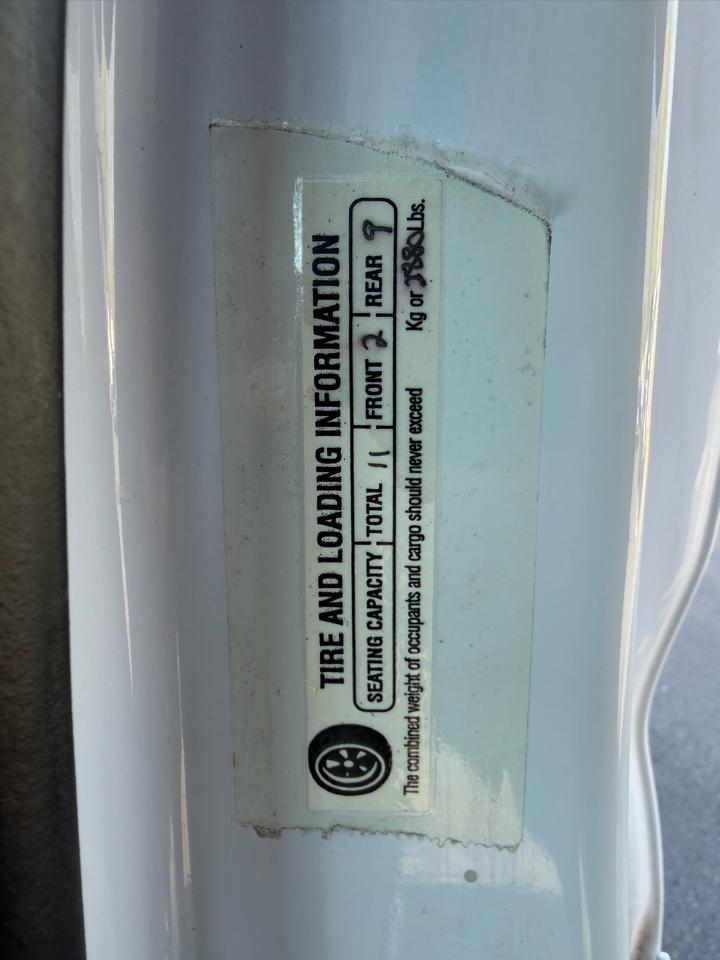 TIRE AND LOADING INFORMATION
SEATING CAPACITY TOTAL 11 FRONT 2 REAR 9
The combined weight of occupants and cargo should never exceed Kg or Lbs.